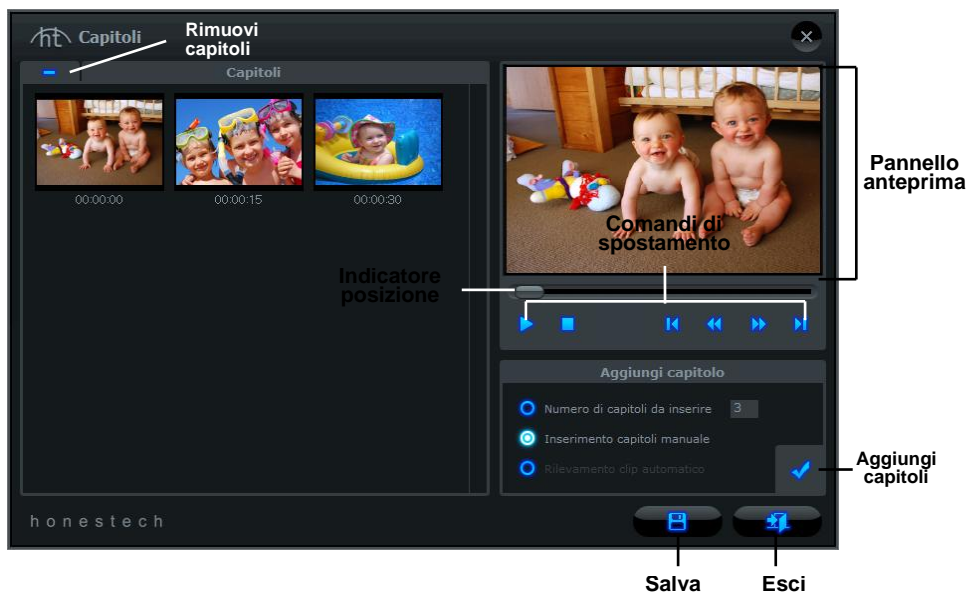 ht Capitoli
Rimuovi
capitoli
Capitoli
00:00:00
00:00:15
00:00:30
Pannello
anteprima
Comandi di
spostamento
Indicatore
posizione
Aggiungi capitolo
Numero di capitoli da inserire 3
Inserimento capitoli manuale
Rilevamento clip automatico
Aggiungi
capitoli
honestech
Salva
Esci